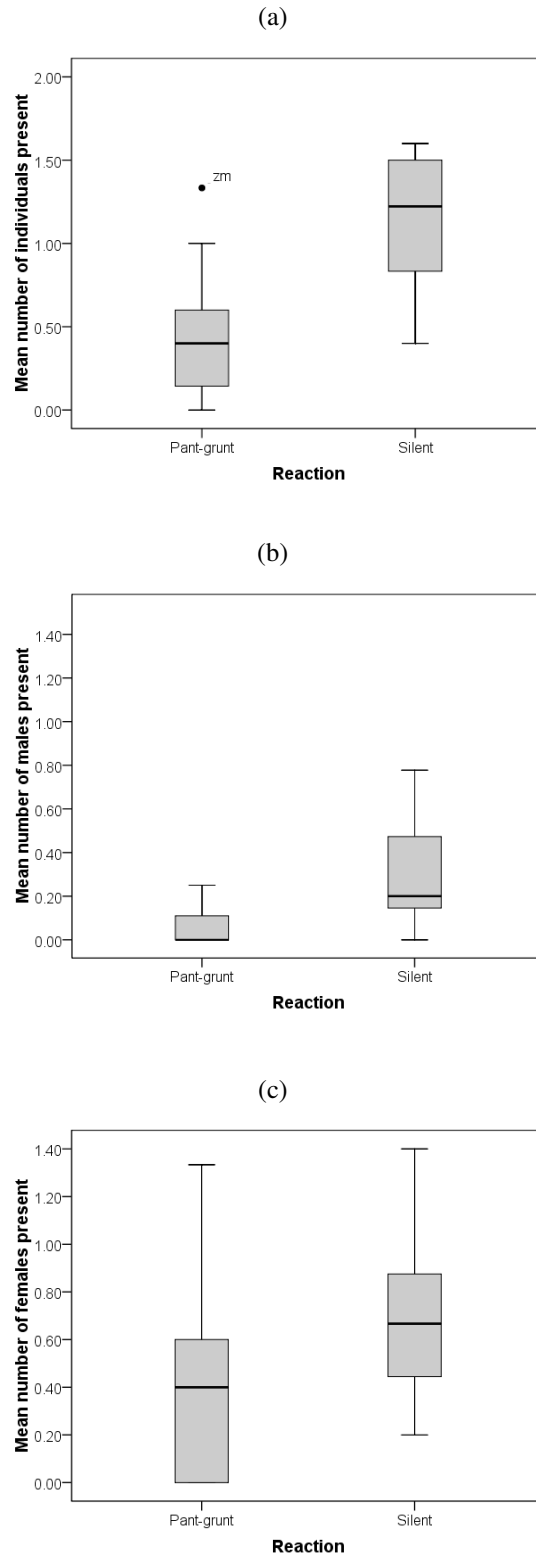 (a)
Mean number of individuals present
2.00
1.50
1.00
0.50
0.00
zm
Pant-grunt
Silent
Reaction
(b)
Mean number of males present
1.40
1.20
1.00
0.80
0.60
0.40
0.20
0.00
Pant-grunt
Silent
Reaction
(c)
Mean number of females present
1.40
1.20
1.00
0.80
0.60
0.40
0.20
0.00
Pant-grunt
Silent
Reaction